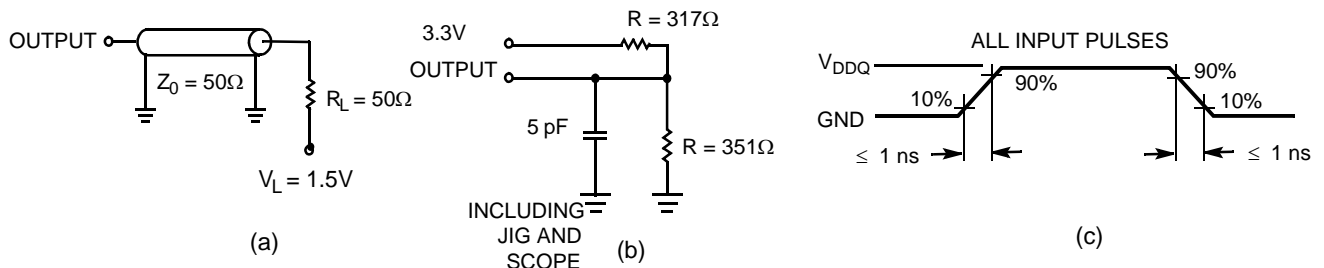 OUTPUT
Z0 = 50Ω
RL = 50Ω
VL = 1.5V
(a)
R = 317Ω
3.3V
OUTPUT
5 pF
R = 351Ω
INCLUDING
JIG AND
SCOPE
(b)
ALL INPUT PULSES
VDDQ
90%
90%
10%
10%
GND
≤ 1 ns
≤ 1 ns
(c)